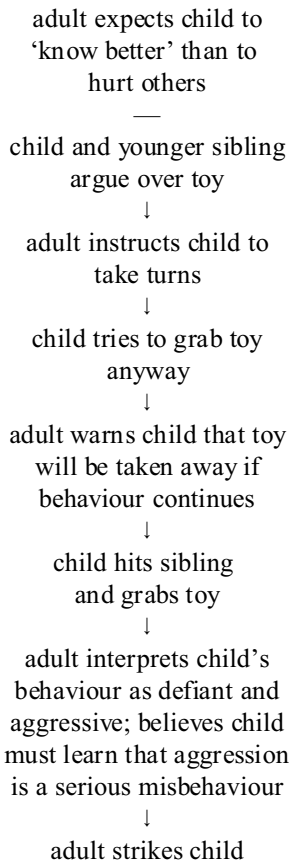 adult expects child to
‘know better’ than to
hurt others
—
child and younger sibling
argue over toy
↓
adult instructs child to
take turns
↓
child tries to grab toy
anyway
↓
adult warns child that toy
will be taken away if
behaviour continues
↓
child hits sibling
and grabs toy
↓
adult interprets child’s
behaviour as defiant and
aggressive; believes child
must learn that aggression
is a serious misbehaviour
↓
adult strikes child